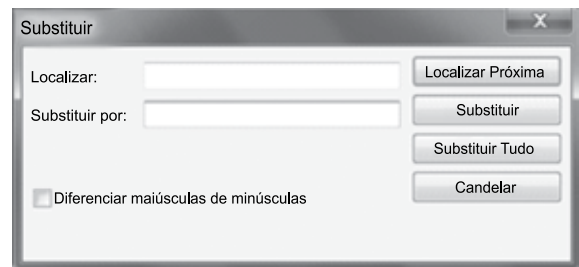 Substituir
X
Localizar:
Localizar Próxima
Substituir por:
Substituir
Substituir Tudo
Candelar
Diferenciar maiúsculas de minúsculas